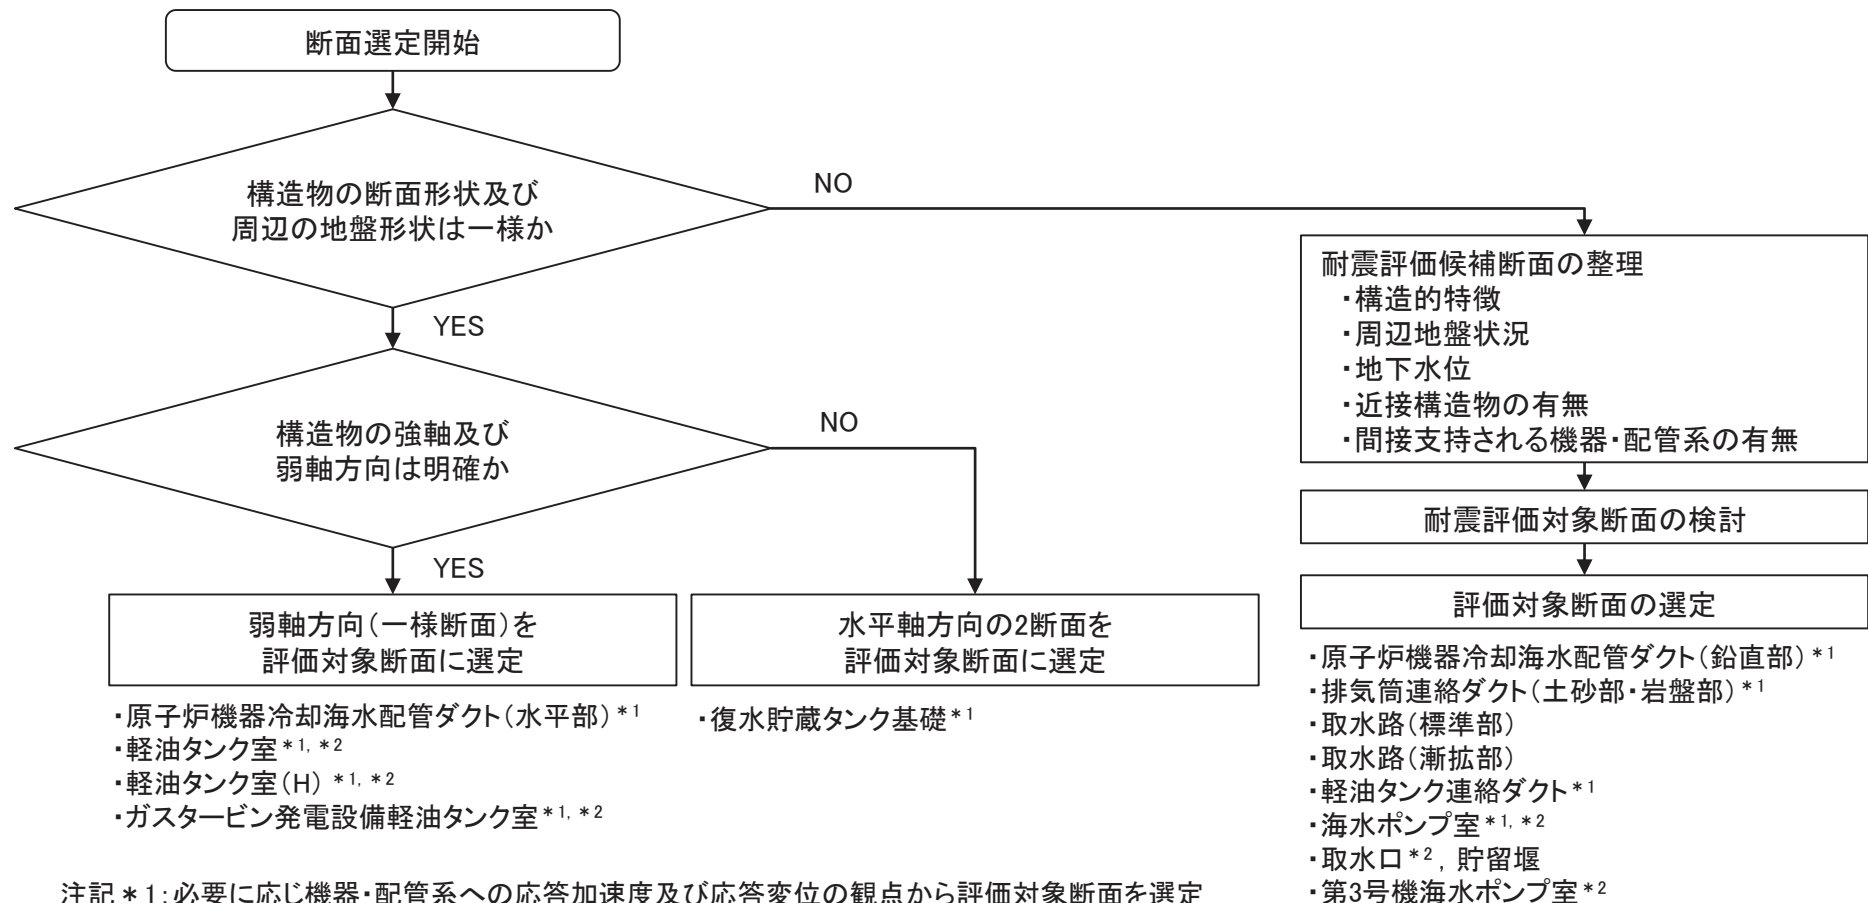 断面選定開始
構造物の断面形状及び
周辺の地盤形状は一様か
NO
YES
構造物の強軸及び
弱軸方向は明確か
NO
YES
弱軸方向(一様断面)を
評価対象断面に選定
・原子炉機器冷却海水配管ダクト(水平部)*1
・軽油タンク室*1, *2
・軽油タンク室(H)*1, *2
・ガスタービン発電設備軽油タンク室*1, *2
水平軸方向の2断面を
評価対象断面に選定
・復水貯蔵タンク基礎*1
耐震評価候補断面の整理
・構造的特徴
・周辺地盤状況
・地下水位
・近接構造物の有無
・間接支持される機器・配管系の有無
耐震評価対象断面の検討
評価対象断面の選定
・原子炉機器冷却海水配管ダクト(鉛直部)*1
・排気筒連絡ダクト(土砂部・岩盤部)*1
・取水路(標準部)
・取水路(漸拡部)
・軽油タンク連絡ダクト*1
・海水ポンプ室*1, *2
・取水口*2, 貯留堰
・第3号機海水ポンプ室*2
注記*1:必要に応じ機器・配管系への応答加速度及び応答変位の観点から評価対象断面を選定